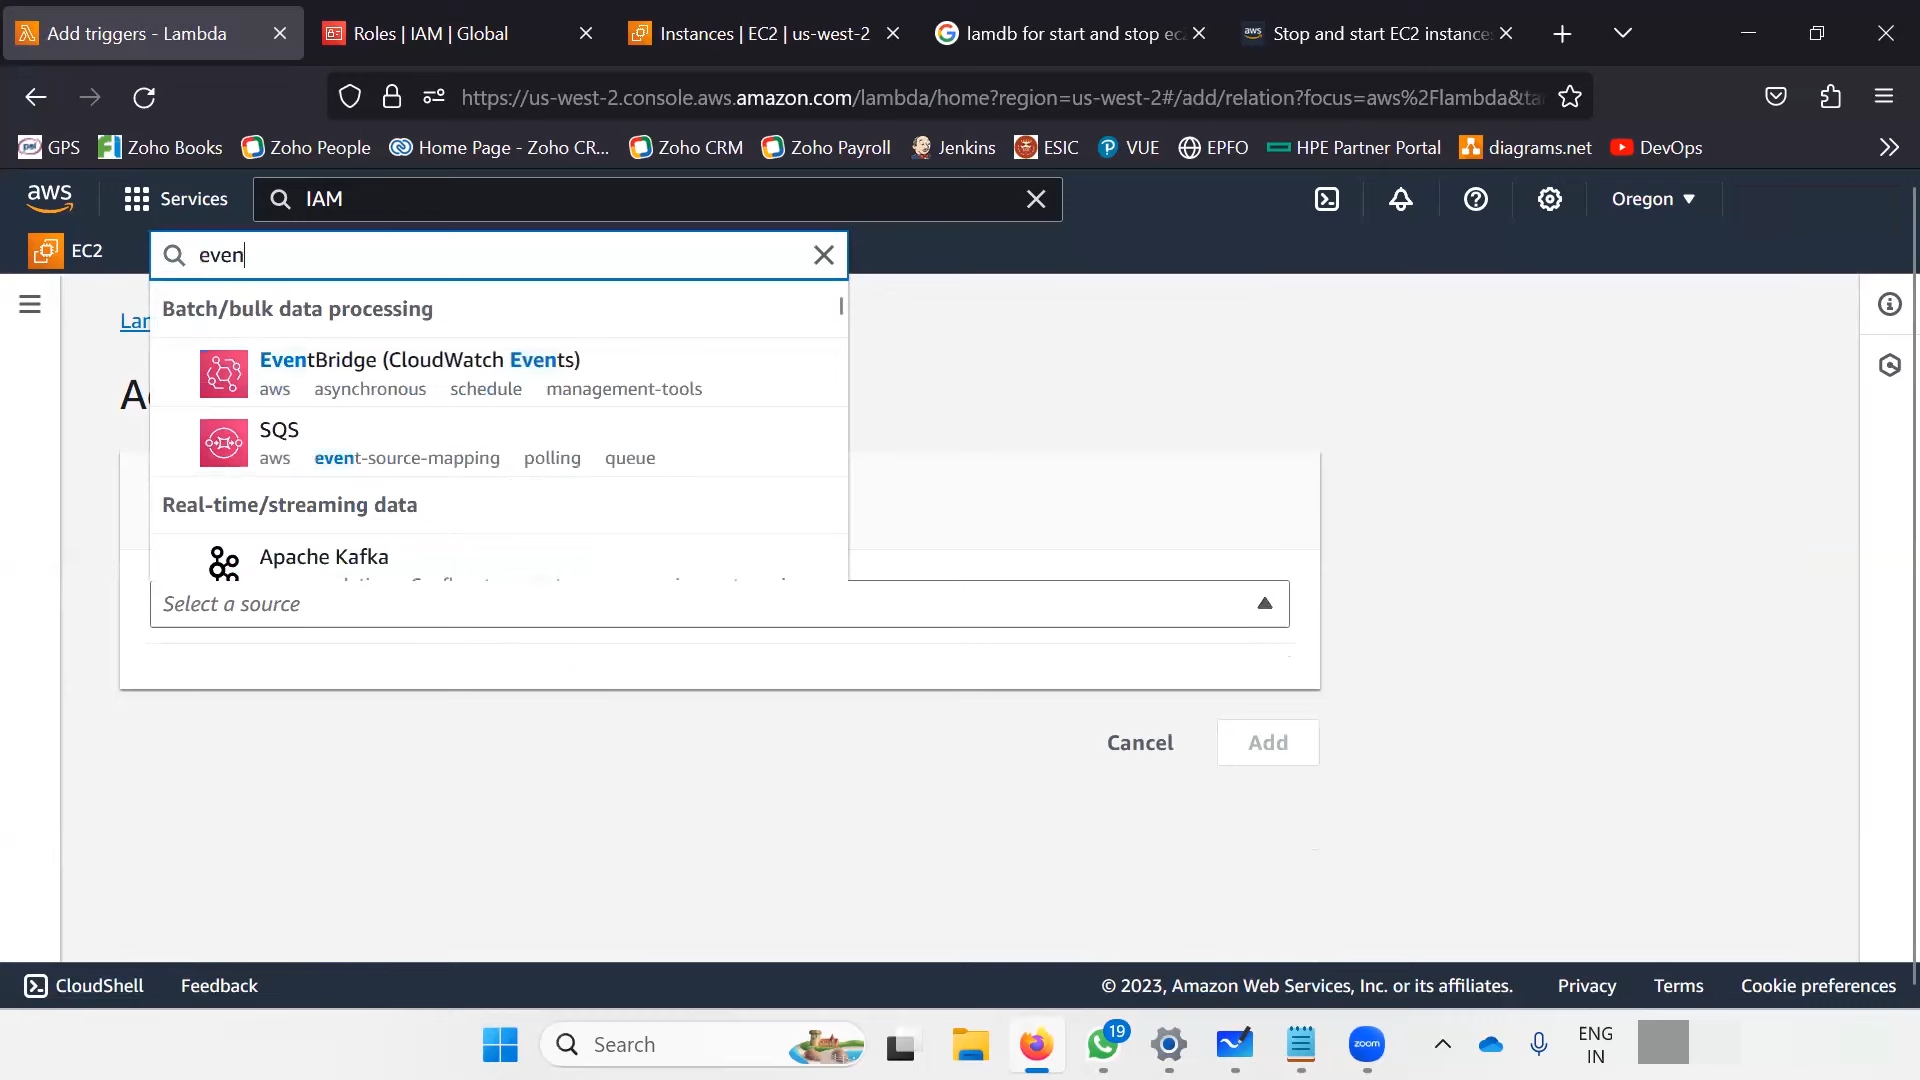 Add triggers - Lambda
Roles | IAM | Global
Instances | EC2 | us-west-2
lamdb for start and stop ec
Stop and start EC2 instance
https://us-west-2.console.aws.amazon.com/lambda/home?region=us-west-2#/add/relation?focus=aws%2Flambda&ta
GPS
Zoho Books
Zoho People
Home Page - Zoho CR...
Zoho CRM
Zoho Payroll
Jenkins
ESIC
VUE
EPFO
HPE Partner Portal
diagrams.net
DevOps
aws
Services
IAM
Oregon
EC2
even
Lar
A
Batch/bulk data processing
EventBridge (CloudWatch Events)
aws asynchronous schedule management-tools
SQS
aws event-source-mapping polling queue
Real-time/streaming data
Apache Kafka
Select a source
Cancel
Add
CloudShell
Feedback
© 2023, Amazon Web Services, Inc. or its affiliates.
Privacy
Terms
Cookie preferences
Search
19
zoom
ENG
IN